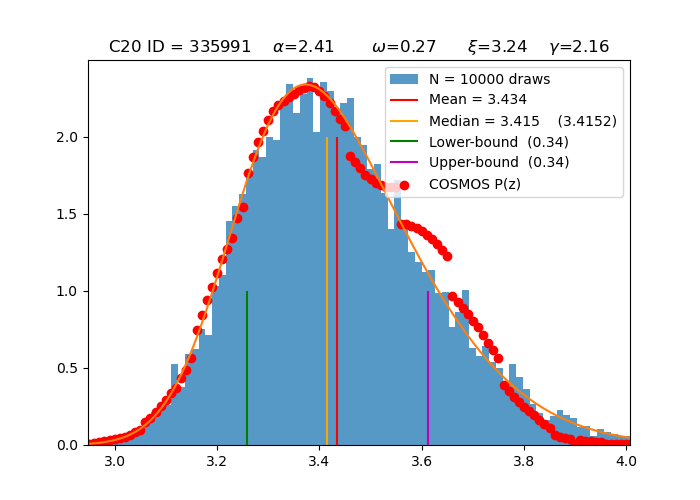 C20 ID = 335991 α=2.41 ω=0.27 ξ=3.24 γ=2.16
N = 10000 draws
Mean = 3.434
Median = 3.415 (3.4152)
Lower-bound (0.34)
Upper-bound (0.34)
COSMOS P(z)
2.0
1.5
1.0
0.5
0.0
3.0 3.2 3.4 3.6 3.8 4.0